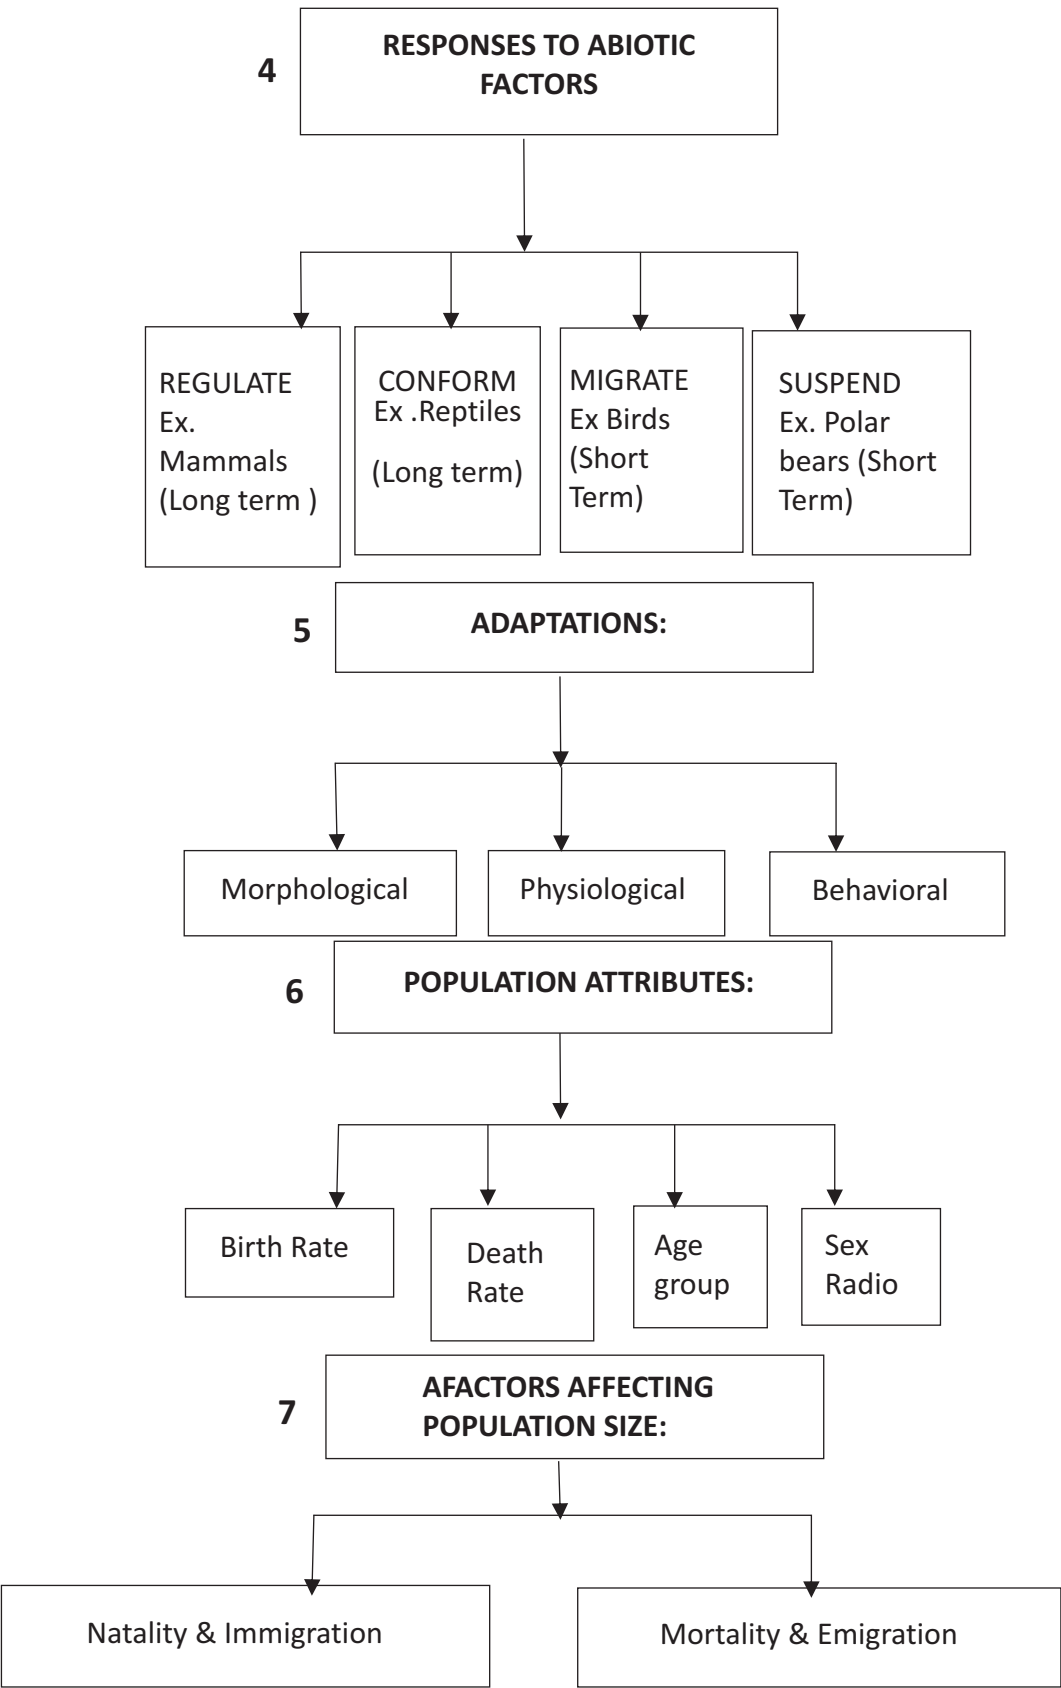 4
RESPONSES TO ABIOTIC
FACTORS
REGULATE
Ex.
Mammals
(Long term )
CONFORM
Ex .Reptiles
(Long term)
MIGRATE
Ex Birds
(Short
Term)
SUSPEND
Ex. Polar
bears (Short
Term)
5
ADAPTATIONS:
Morphological
Physiological
Behavioral
6
POPULATION ATTRIBUTES:
Birth Rate
Death
Rate
Age
group
Sex
Radio
7
AFACTORS AFFECTING
POPULATION SIZE:
Natality & Immigration
Mortality & Emigration